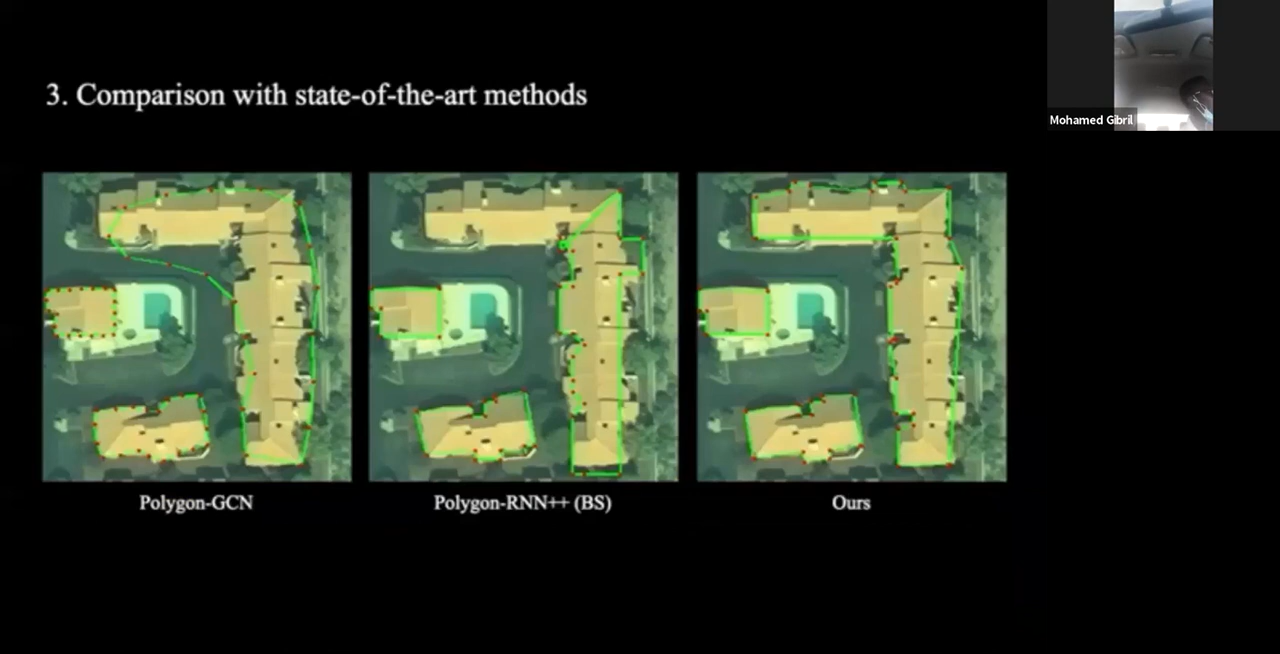 3. Comparison with state-of-the-art methods
Mohamed Gibril
Polygon-GCN
Polygon-RNN++ (BS)
Ours